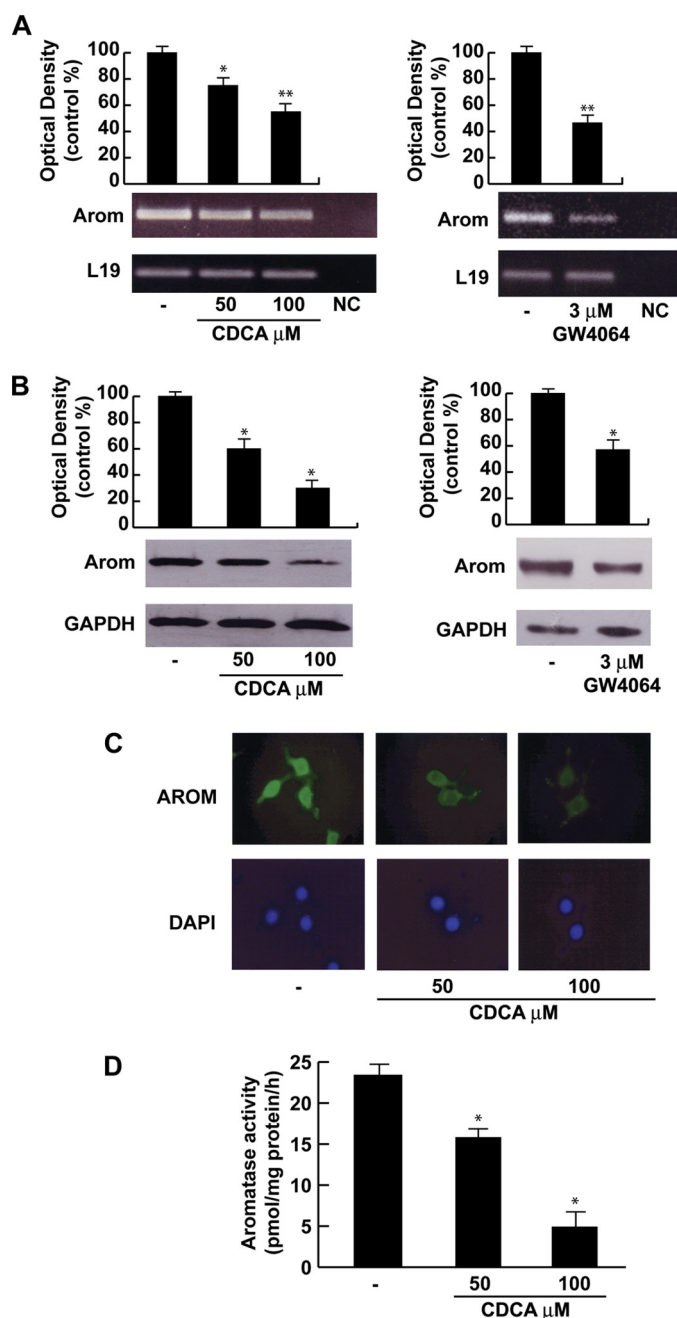 A
Optical Density
(control %)
100
80
60
40
20
0
*
**
Arom
L19
- 50 100 NC
CDCA μM
Optical Density
(control %)
100
80
60
40
20
0
**
Arom
L19
- 3 μM NC
GW4064
B
Optical Density
(control %)
100
80
60
40
20
0
*
*
Arom
GAPDH
- 50 100
CDCA μM
Optical Density
(control %)
100
80
60
40
20
0
*
Arom
GAPDH
- 3 μM
GW4064
C
AROM
DAPI
- 50 100
CDCA μM
D
Aromatase activity
(pmol/mg protein/h)
25
20
15
10
5
0
*
*
- 50 100
CDCA μM